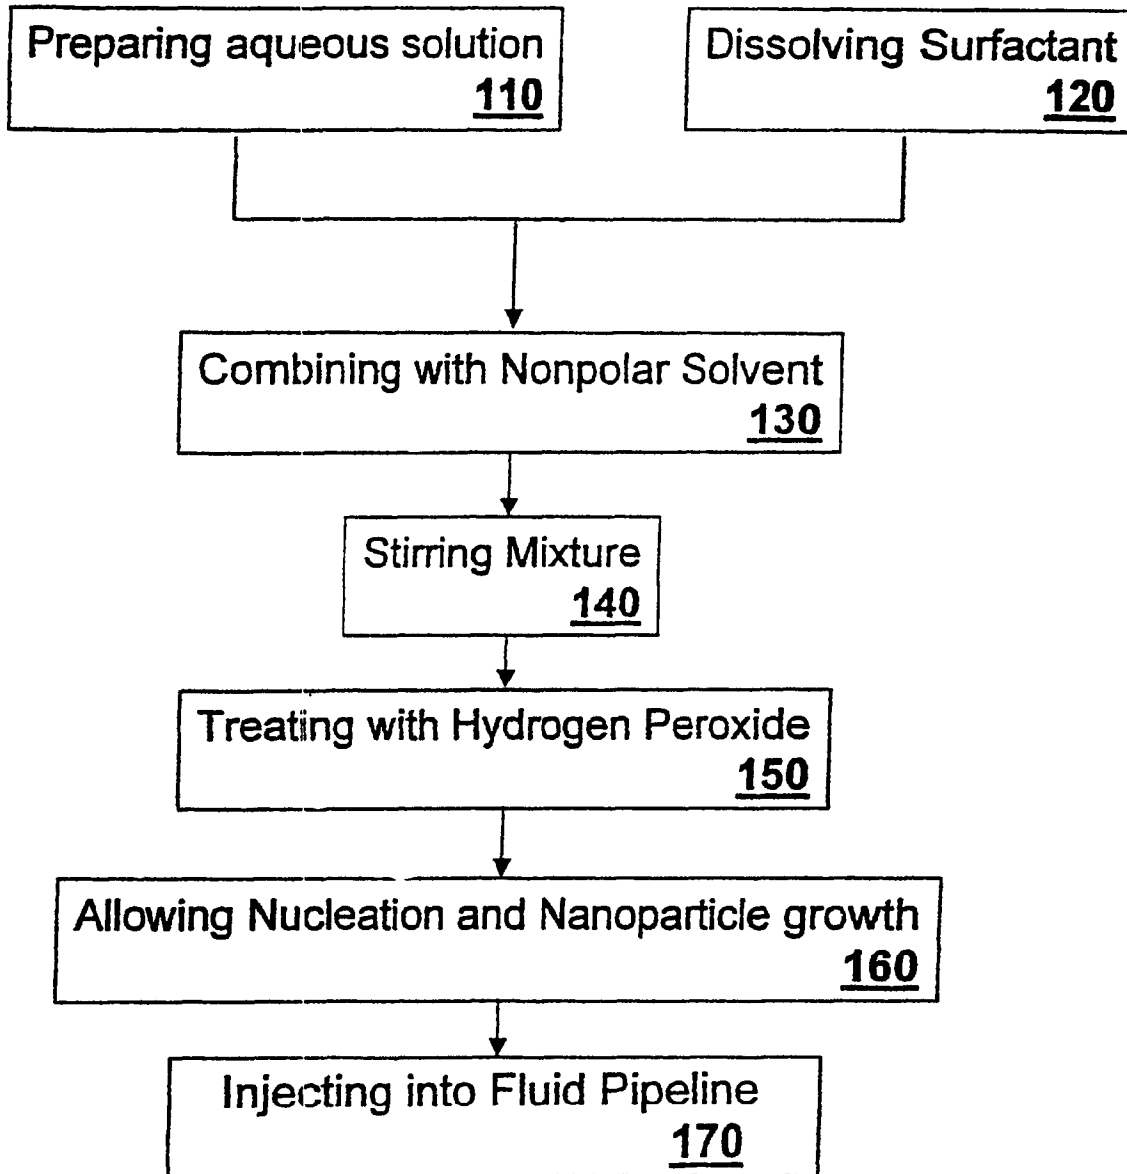 Preparing aqueous solution
110
Dissolving Surfactant
120
Combining with Nonpolar Solvent
130
Stirring Mixture
140
Treating with Hydrogen Peroxide
150
Allowing Nucleation and Nanoparticle growth
160
Injecting into Fluid Pipeline
170